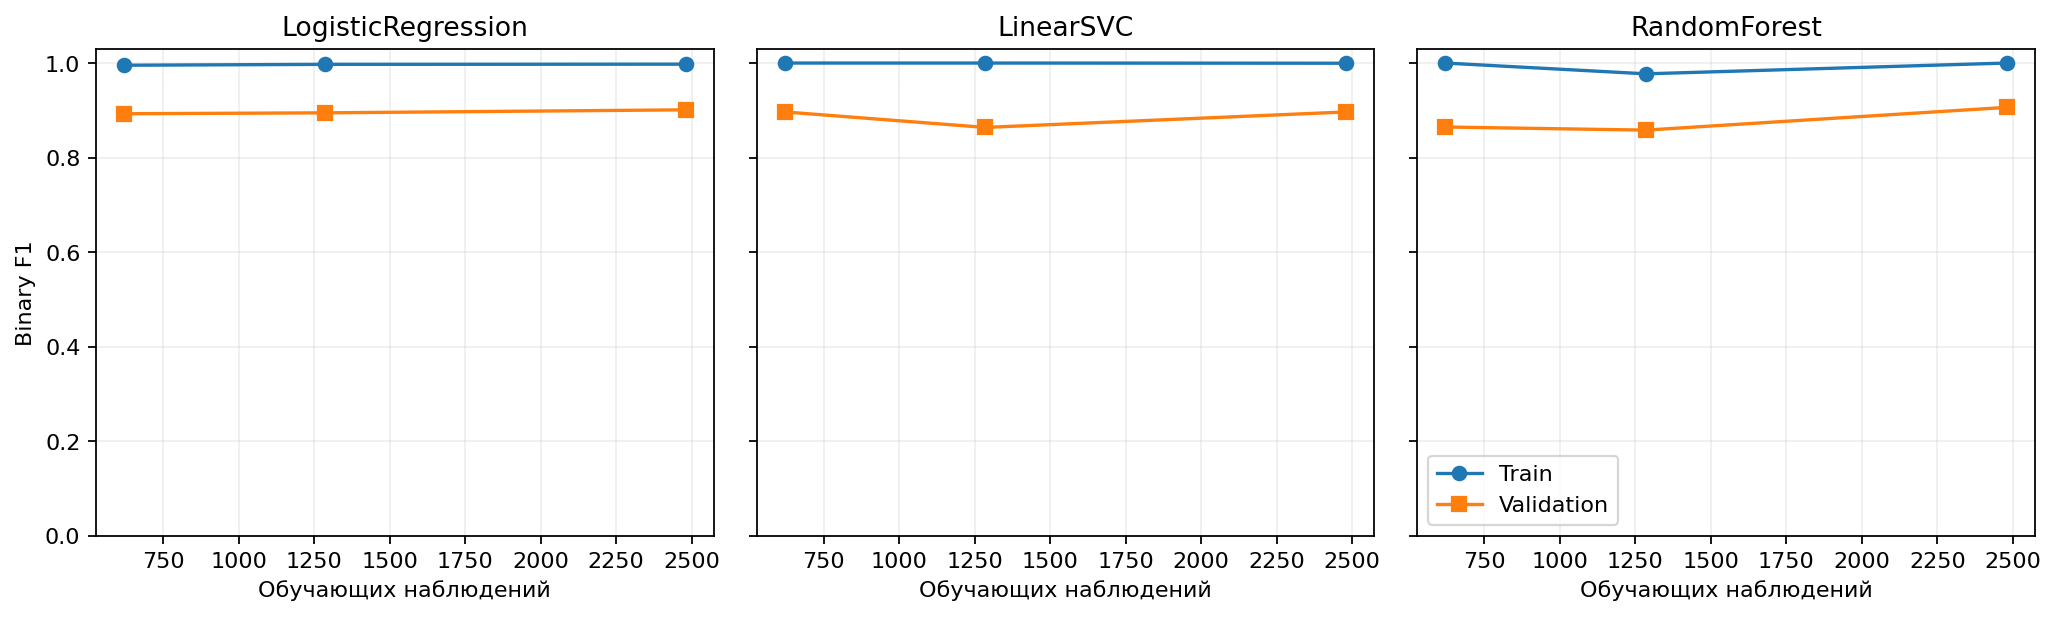 LogisticRegression
LinearSVC
RandomForest
Binary F1
1.0
0.8
0.6
0.4
0.2
0.0
750 1000 1250 1500 1750 2000 2250 2500
Обучающих наблюдений
750 1000 1250 1500 1750 2000 2250 2500
Обучающих наблюдений
Train
Validation
750 1000 1250 1500 1750 2000 2250 2500
Обучающих наблюдений